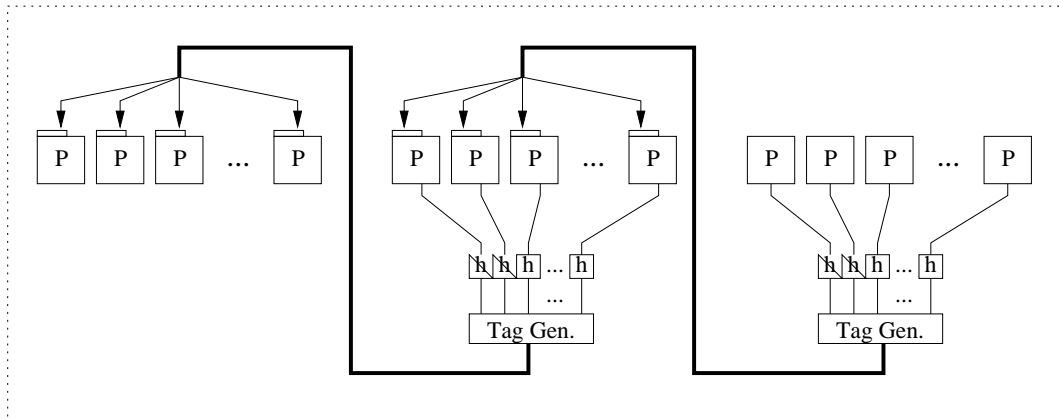 P P P ... P P P P ... P P P P ... P
h h h ... h h h h ... h
... ...
Tag Gen. Tag Gen.